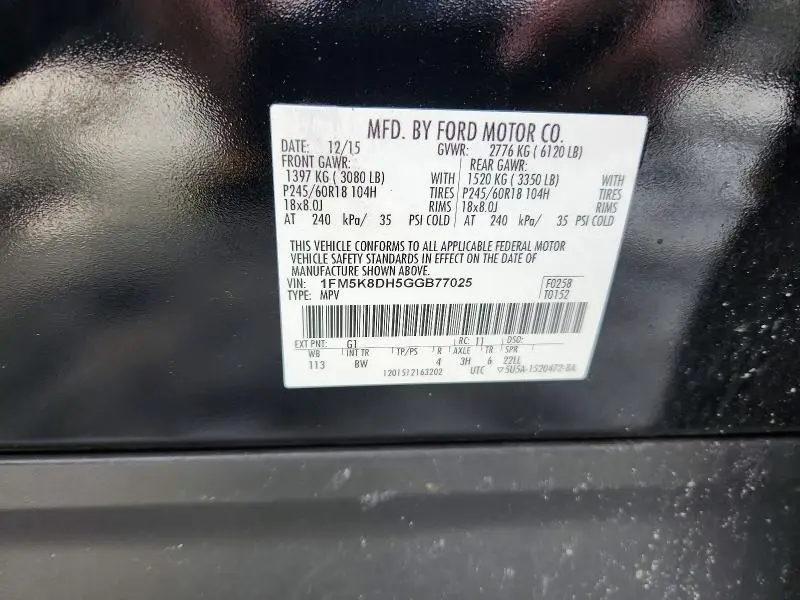 MFD. BY FORD MOTOR CO.
DATE: 12/15 GVWR: 2776 KG ( 6120 LB)
FRONT GAWR: REAR GAWR:
1397 KG ( 3080 LB) WITH 1520 KG ( 3350 LB) WITH
P245/60R18 104H TIRES P245/60R18 104H TIRES
18x8.0J RIMS 18x8.0J RIMS
AT 240 kPa/ 35 PSI COLD AT 240 kPa/ 35 PSI COLD
THIS VEHICLE CONFORMS TO ALL APPLICABLE FEDERAL MOTOR
VEHICLE SAFETY STANDARDS IN EFFECT ON THE DATE OF
MANUFACTURE SHOWN ABOVE.
VIN: 1FM5K8DH5GGB77025 F0258
TYPE: MPV T0152
EXT PNT: G1 RC: 11 DSO:
WB INT TR TP/PS R AXLE TR SPR
113 BW 4 3H 6 22LL
1201512163202 UTC ▽5U5A-1520472-BA